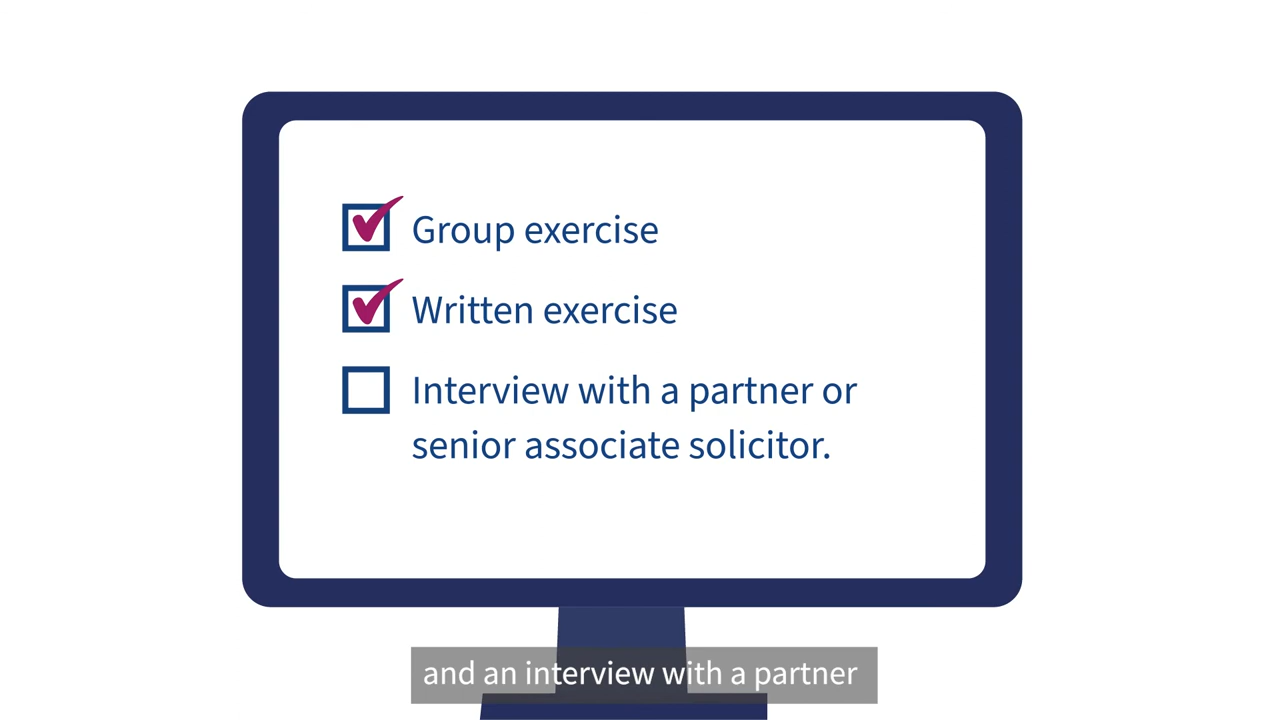 Group exercise
Written exercise
Interview with a partner or
senior associate solicitor.
and an interview with a partner